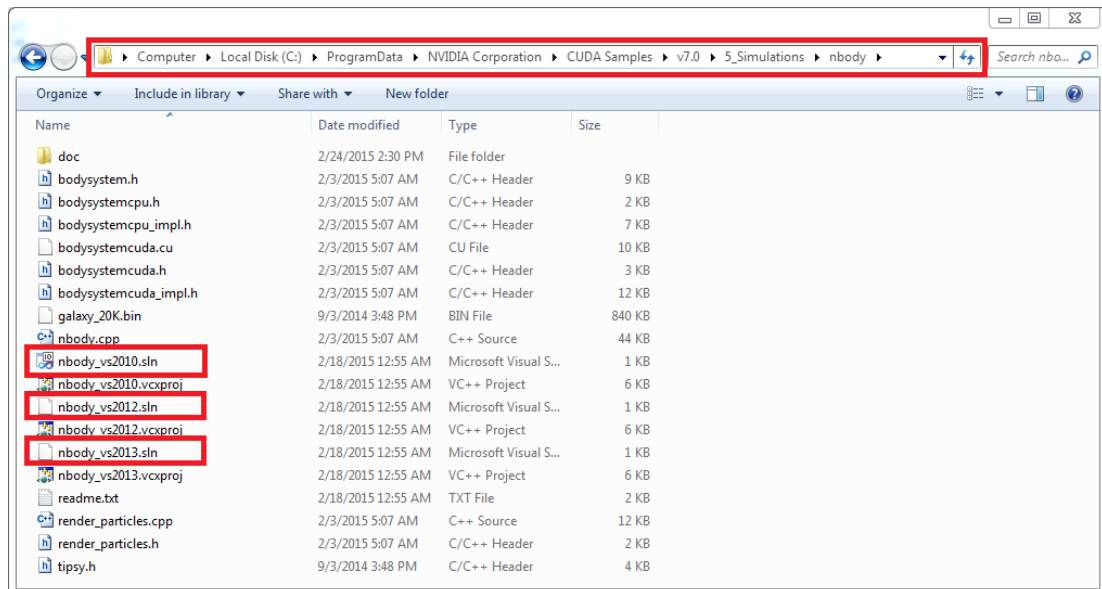 Computer Local Disk (C:) ProgramData NVIDIA Corporation CUDA Samples v7.0 5_Simulations nbody Search nbo...
Organize Include in library Share with New folder
Name Date modified Type Size
doc 2/24/2015 2:30 PM File folder
bodysystem.h 2/3/2015 5:07 AM C/C++ Header 9 KB
bodysystemcpu.h 2/3/2015 5:07 AM C/C++ Header 2 KB
bodysystemcpu_impl.h 2/3/2015 5:07 AM C/C++ Header 7 KB
bodysystemcuda.cu 2/3/2015 5:07 AM CU File 10 KB
bodysystemcuda.h 2/3/2015 5:07 AM C/C++ Header 3 KB
bodysystemcuda_impl.h 2/3/2015 5:07 AM C/C++ Header 12 KB
galaxy_20K.bin 9/3/2014 3:48 PM BIN File 840 KB
nbody.cpp 2/3/2015 5:07 AM C++ Source 44 KB
nbody_vs2010.sln 2/18/2015 12:55 AM Microsoft Visual S... 1 KB
nbody_vs2010.vcxproj 2/18/2015 12:55 AM VC++ Project 6 KB
nbody_vs2012.sln 2/18/2015 12:55 AM Microsoft Visual S... 1 KB
nbody_vs2012.vcxproj 2/18/2015 12:55 AM VC++ Project 6 KB
nbody_vs2013.sln 2/18/2015 12:55 AM Microsoft Visual S... 1 KB
nbody_vs2013.vcxproj 2/18/2015 12:55 AM VC++ Project 6 KB
readme.txt 2/18/2015 12:55 AM TXT File 2 KB
render_particles.cpp 2/3/2015 5:07 AM C++ Source 12 KB
render_particles.h 2/3/2015 5:07 AM C/C++ Header 2 KB
tipsy.h 9/3/2014 3:48 PM C/C++ Header 4 KB